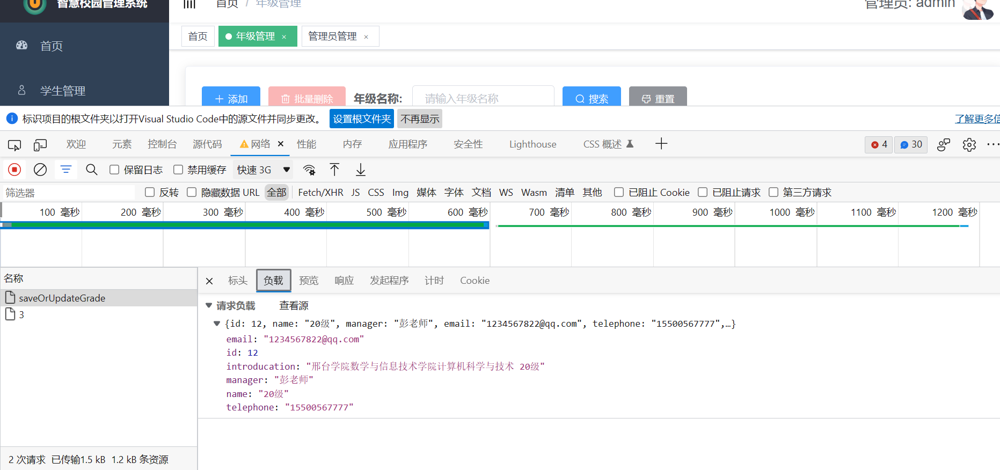 智慧校园管理系统
首页 / 年级管理
管理员: admin
首页
年级管理 ×
管理员管理 ×
首页
学生管理
+ 添加
批量删除
年级名称:
请输入年级名称
搜索
重置
标识项目的根文件夹以打开Visual Studio Code中的源文件并同步更改。 设置根文件夹 不再显示
了解更多信
欢迎 元素 控制台 源代码 网络 × 性能 内存 应用程序 安全性 Lighthouse CSS 概述 +
4 30
保留日志 禁用缓存 快速 3G
筛选器 反转 隐藏数据 URL 全部 Fetch/XHR JS CSS Img 媒体 字体 文档 WS Wasm 清单 其他 已阻止 Cookie 已阻止请求 第三方请求
100 毫秒 200 毫秒 300 毫秒 400 毫秒 500 毫秒 600 毫秒 700 毫秒 800 毫秒 900 毫秒 1000 毫秒 1100 毫秒 1200 毫秒
名称
saveOrUpdateGrade
3
× 标头 负载 预览 响应 发起程序 计时 Cookie
请求负载 查看源
{id: 12, name: "20级", manager: "彭老师", email: "1234567822@qq.com", telephone: "15500567777",…}
email: "1234567822@qq.com"
id: 12
introducation: "邢台学院数学与信息技术学院计算机科学与技术 20级"
manager: "彭老师"
name: "20级"
telephone: "15500567777"
2 次请求 已传输1.5 kB 1.2 kB 条资源